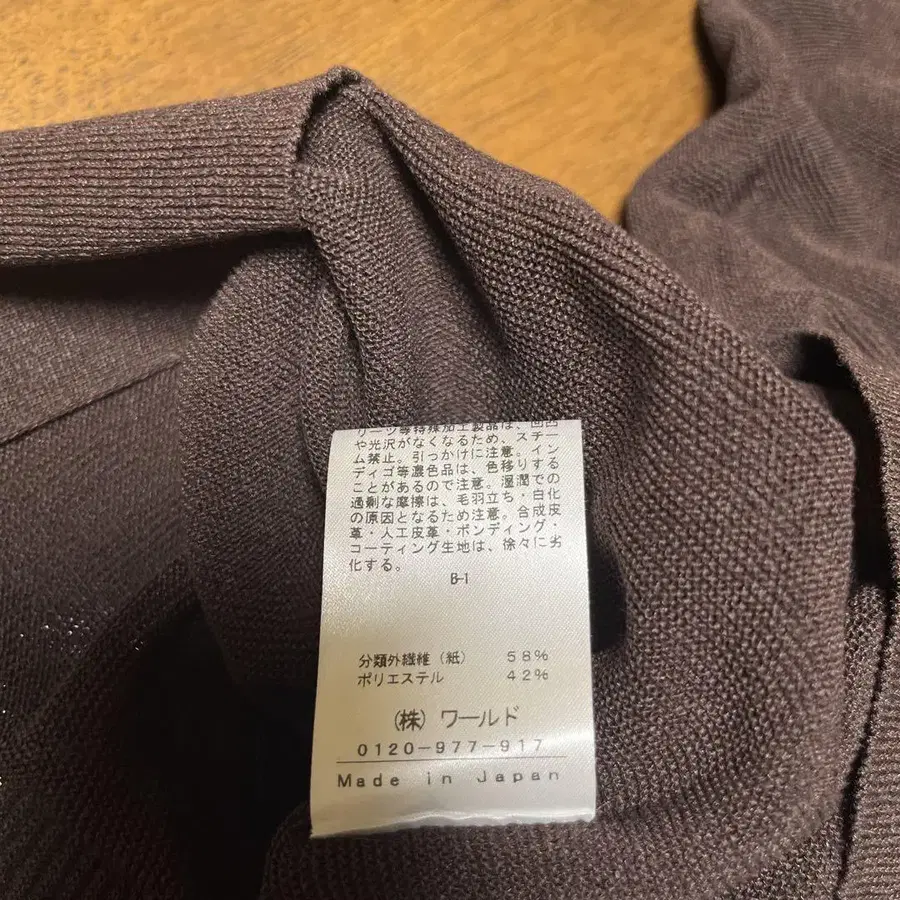 リーツ等特殊加工製品は、凹凸
や光沢がなくなるため、スチー
ム禁止。引っかけに注意。イン
ディゴ等濃色品は、色移りする
ことがあるので注意。湿潤での
過剰な摩擦は、毛羽立ち・白化
の原因となるため注意。合成皮
革・人工皮革・ボンディング・
コーティング生地は、徐々に劣
化する。
B-1
分類外繊維（紙） 58%
ポリエステル 42%
（株）ワールド
0120-977-917
Made in Japan